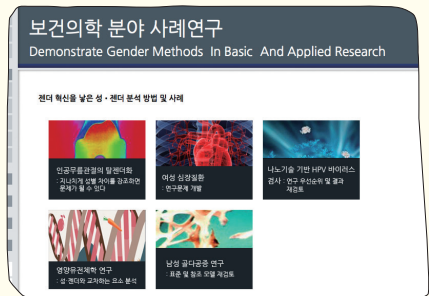 보건의학 분야 사례연구
Demonstrate Gender Methods In Basic And Applied Research
젠더 혁신을 낳은 성・젠더 분석 방법 및 사례
인공무릎관절의 탈젠더화
: 지나치게 성별 차이를 강조하면
문제가 될 수 있다
여성 심장질환
: 연구문제 개발
나노기술 기반 HPV 바이러스
검사 : 연구 우선순위 및 결과
재검토
영양유전체학 연구
: 성・젠더와 교차하는 요소 분석
남성 골다공증 연구
: 표준 및 참조 모델 재검토